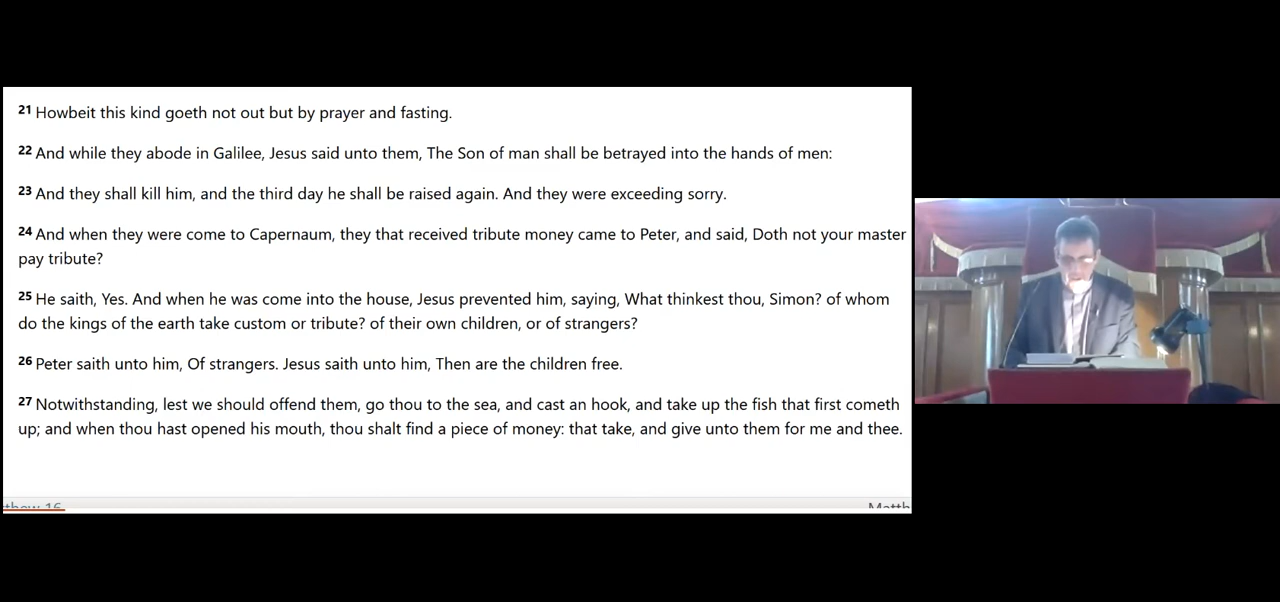 21 Howbeit this kind goeth not out but by prayer and fasting.
22 And while they abode in Galilee, Jesus said unto them, The Son of man shall be betrayed into the hands of men:
23 And they shall kill him, and the third day he shall be raised again. And they were exceeding sorry.
24 And when they were come to Capernaum, they that received tribute money came to Peter, and said, Doth not your master
pay tribute?
25 He saith, Yes. And when he was come into the house, Jesus prevented him, saying, What thinkest thou, Simon? of whom
do the kings of the earth take custom or tribute? of their own children, or of strangers?
26 Peter saith unto him, Of strangers. Jesus saith unto him, Then are the children free.
27 Notwithstanding, lest we should offend them, go thou to the sea, and cast an hook, and take up the fish that first cometh
up; and when thou hast opened his mouth, thou shalt find a piece of money: that take, and give unto them for me and thee.